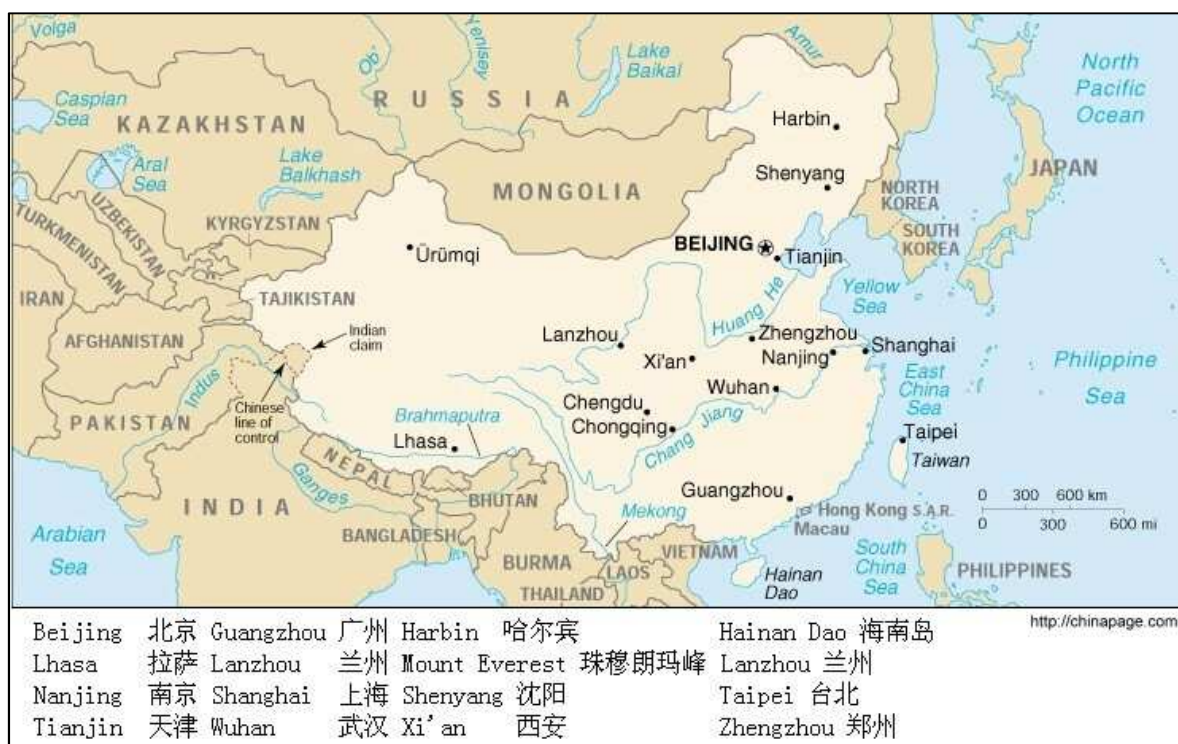 Volga
Ob'
Yenisey
Lake
Baikal
Amur
North
Pacific
Ocean
RUSSIA
Caspian
Sea
KAZAKHSTAN
Harbin
Aral
Sea
Lake
Balkhash
MONGOLIA
Shenyang
JAPAN
NORTH
KOREA
UZBEKISTAN
TURKMENISTAN
KYRGYZSTAN
SOUTH
KOREA
Ürümqi
BEIJING
Tianjin
IRAN
TAJIKISTAN
Yellow
Sea
AFGHANISTAN
Indian
claim
Lanzhou
Huang He
Zhengzhou
Xi'an
Nanjing
Shanghai
Philippine
Sea
Indus
Wuhan
East
China
Sea
Chinese
line of
control
Chengdu
Chongqing
Chang Jiang
PAKISTAN
Brahmaputra
Lhasa
Taipei
Taiwan
NEPAL
INDIA
Ganges
BHUTAN
Guangzhou
0 300 600 km
0 300 600 mi
Hong Kong S.A.R.
Macau
Mekong
Arabian
Sea
BANGLADESH
BURMA
VIETNAM
LAOS
THAILAND
Hainan
Dao
South
China
Sea
PHILIPPINES
http://chinapage.com
Beijing 北京 Guangzhou 广州 Harbin 哈尔宾 Hainan Dao 海南岛
Lhasa 拉萨 Lanzhou 兰州 Mount Everest 珠穆朗玛峰 Lanzhou 兰州
Nanjing 南京 Shanghai 上海 Shenyang 沈阳 Taipei 台北
Tianjin 天津 Wuhan 武汉 Xi'an 西安 Zhengzhou 郑州